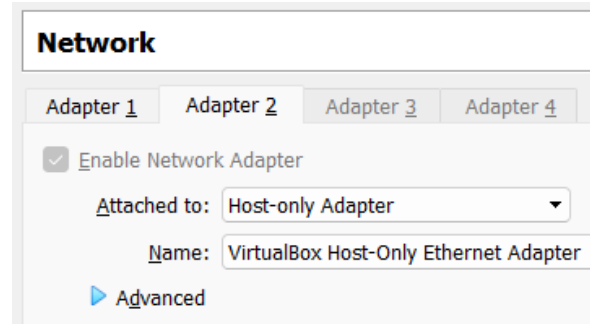 Network
Adapter 1 Adapter 2 Adapter 3 Adapter 4
Enable Network Adapter
Attached to: Host-only Adapter
Name: VirtualBox Host-Only Ethernet Adapter
Advanced